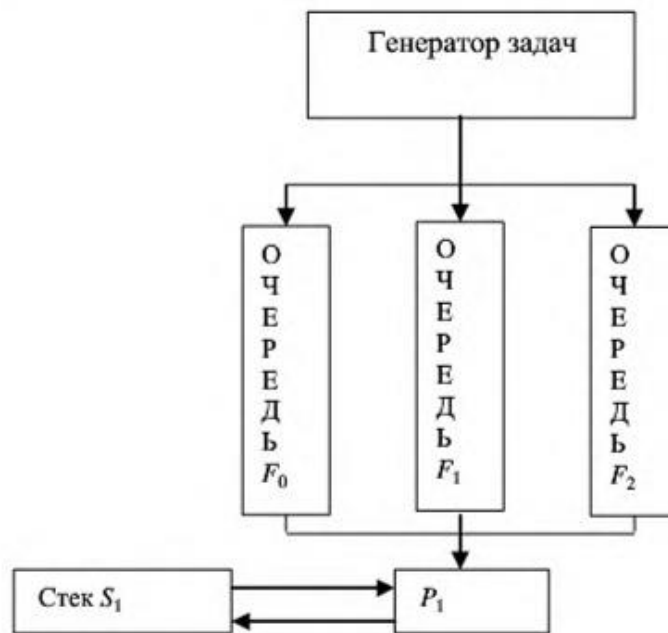 Генератор задач
О
Ч
Е
Р
Е
Д
Ь
F₀
О
Ч
Е
Р
Е
Д
Ь
F₁
О
Ч
Е
Р
Е
Д
Ь
F₂
Стек S₁
P₁